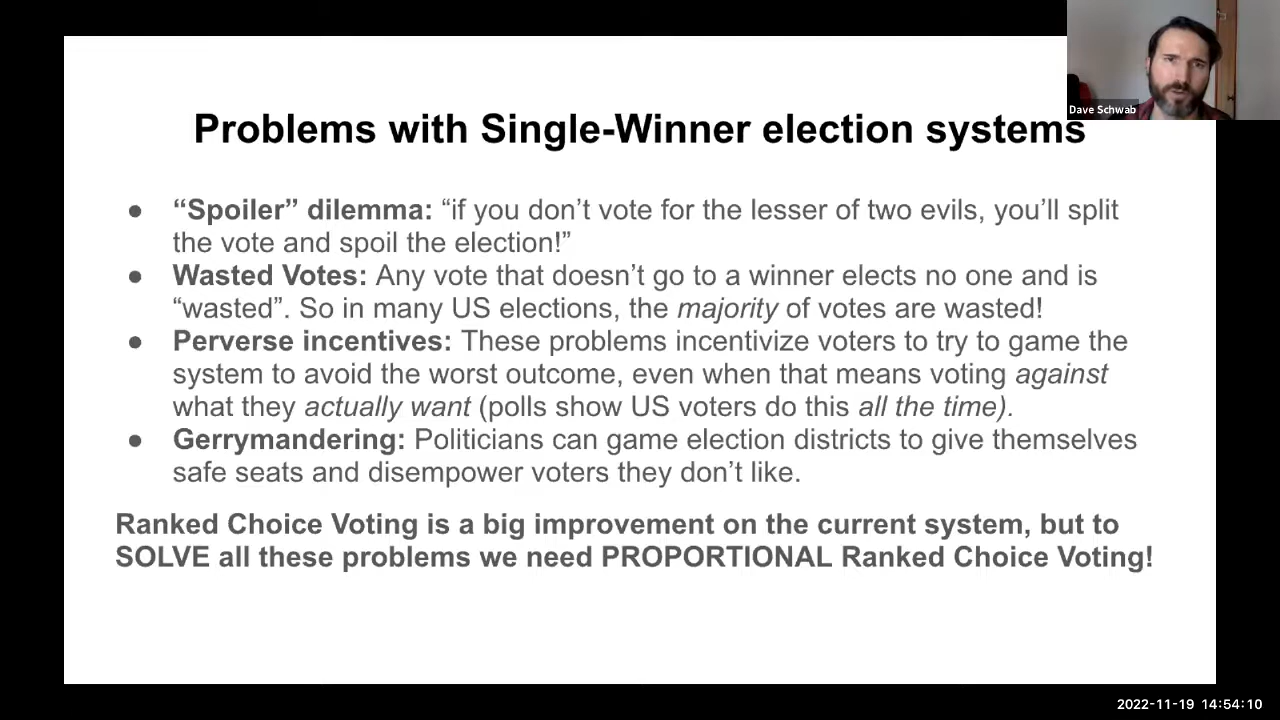 Dave Schwab
Problems with Single-Winner election systems
● “Spoiler” dilemma: “if you don’t vote for the lesser of two evils, you’ll split
the vote and spoil the election!”
● Wasted Votes: Any vote that doesn’t go to a winner elects no one and is
“wasted”. So in many US elections, the majority of votes are wasted!
● Perverse incentives: These problems incentivize voters to try to game the
system to avoid the worst outcome, even when that means voting against
what they actually want (polls show US voters do this all the time).
● Gerrymandering: Politicians can game election districts to give themselves
safe seats and disempower voters they don’t like.
Ranked Choice Voting is a big improvement on the current system, but to
SOLVE all these problems we need PROPORTIONAL Ranked Choice Voting!
2022-11-19 14:54:10